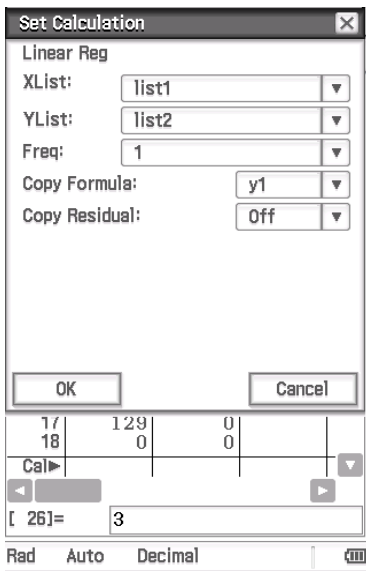 Set Calculation
Linear Reg
XList: list1
YList: list2
Freq: 1
Copy Formula: y1
Copy Residual: Off
OK Cancel
17 129 0
18 0 0
Cal▶
[ 26]= 3
Rad Auto Decimal